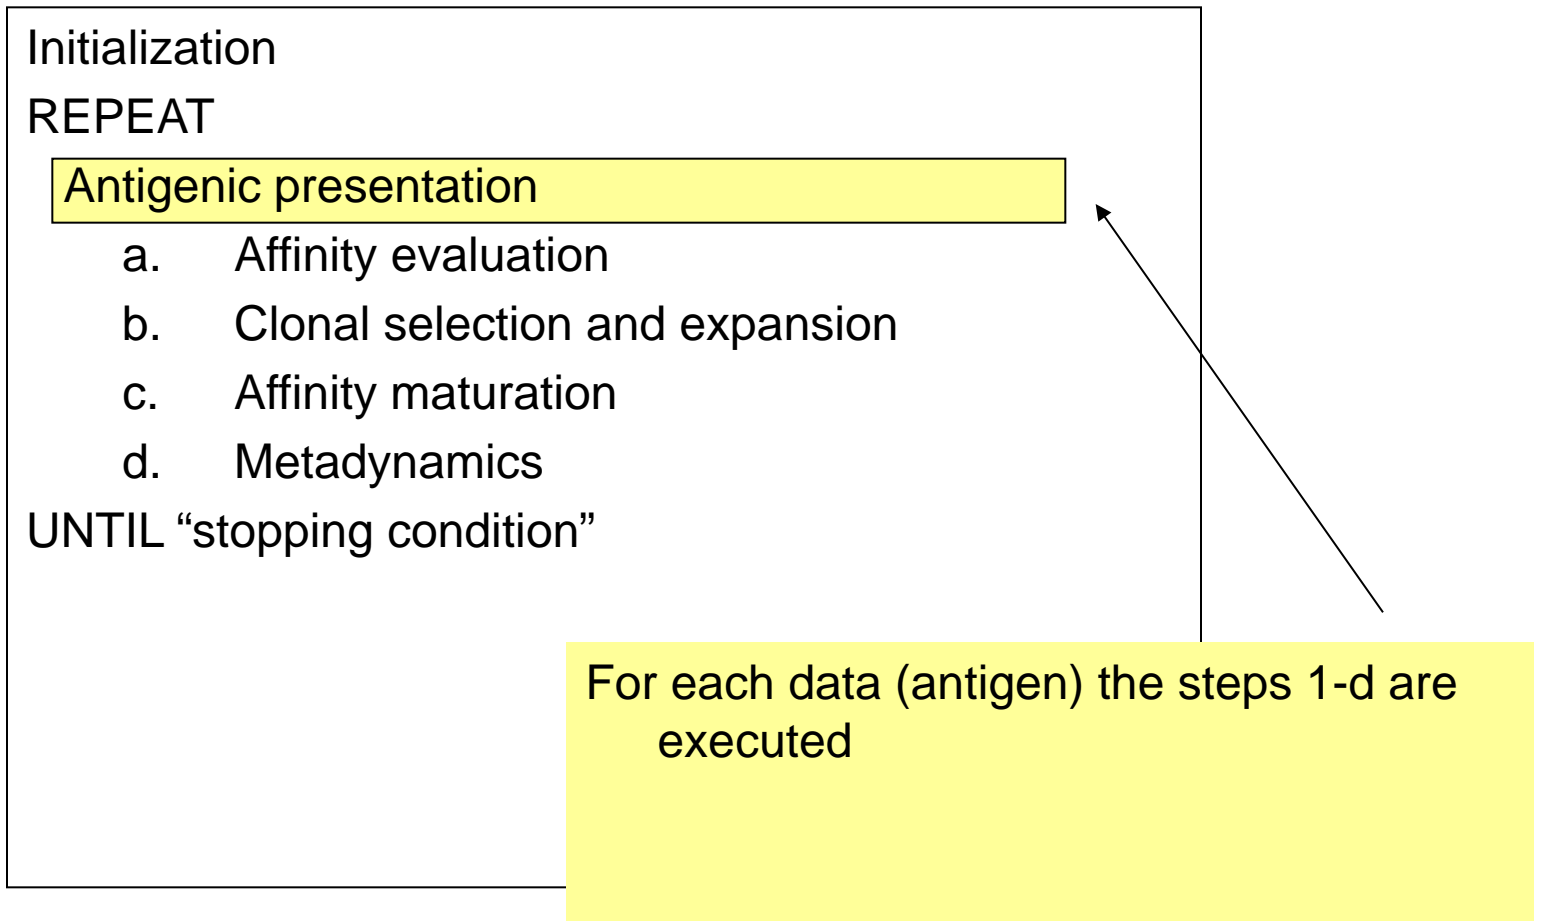 Initialization
REPEAT
Antigenic presentation
a. Affinity evaluation
b. Clonal selection and expansion
c. Affinity maturation
d. Metadynamics
UNTIL “stopping condition”
For each data (antigen) the steps 1-d are
executed